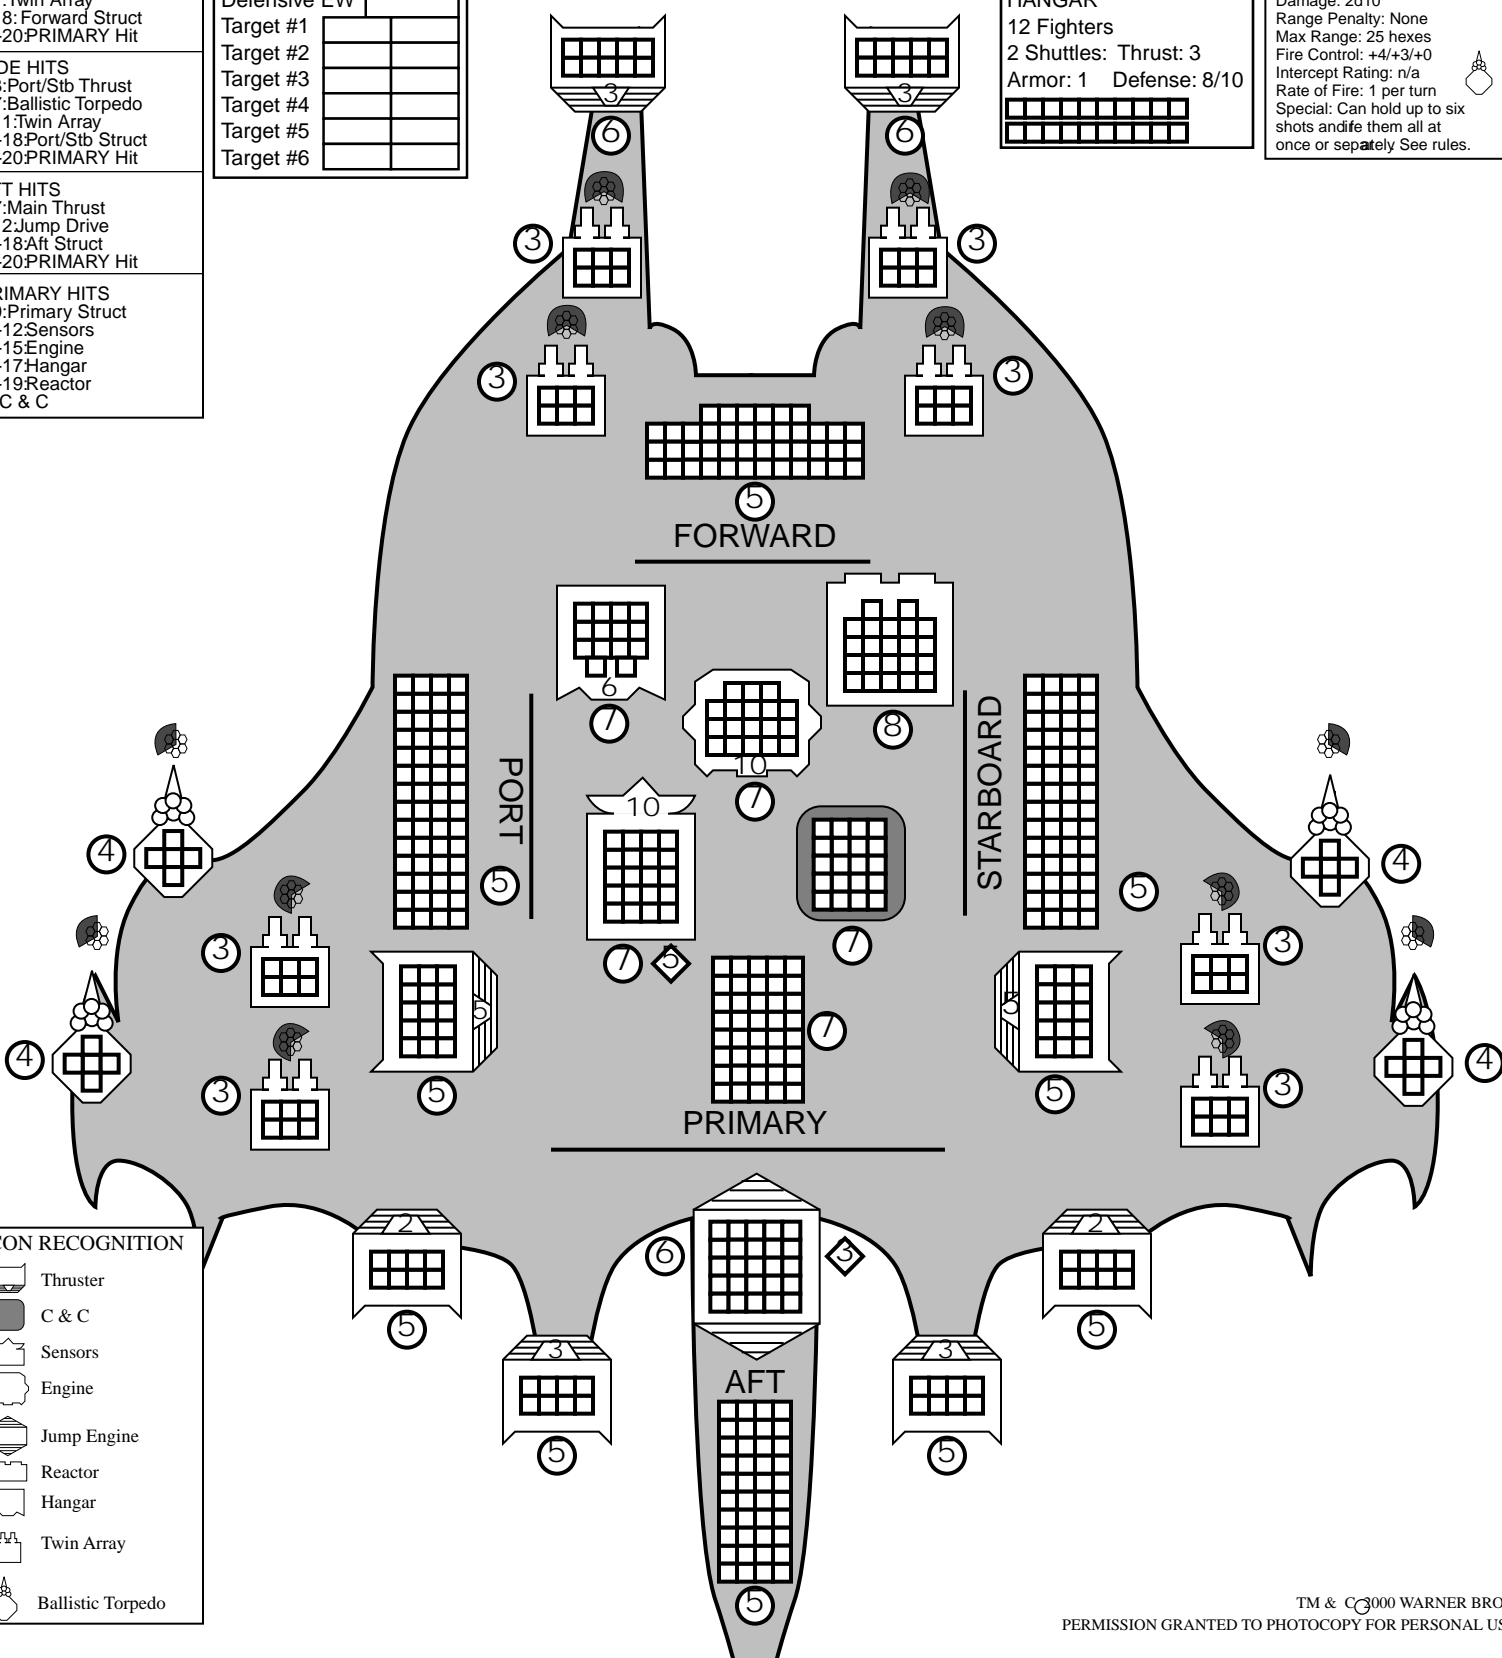 :Twin Array
8: Forward Struct
-20:PRIMARY Hit
DE HITS
:Port/Stb Thrust
:Ballistic Torpedo
1:Twin Array
-18:Port/Stb Struct
-20:PRIMARY Hit
T HITS
:Main Thrust
2:Jump Drive
-18:Aft Struct
-20:PRIMARY Hit
RIMARY HITS
:Primary Struct
-12:Sensors
-15:Engine
-17:Hangar
-19:Reactor
C & C
Defensive EW
Target #1
Target #2
Target #3
Target #4
Target #5
Target #6
HANGAR
12 Fighters
2 Shuttles: Thrust: 3
Armor: 1 Defense: 8/10
Damage: 2d10
Range Penalty: None
Max Range: 25 hexes
Fire Control: +4/+3/+0
Intercept Rating: n/a
Rate of Fire: 1 per turn
Special: Can hold up to six
shots and fire them all at
once or separately. See rules.
3 3
6 6
3 3
3 3
5
FORWARD
6
7 8
10
7
PORT
STARBOARD
10
5 5
4 4
7 5 7
3 3
5 5
7
4 4
3 5 5 3
PRIMARY
2 2
6 3
5 5
3 3
AFT
5 5
5
CON RECOGNITION
Thruster
C & C
Sensors
Engine
Jump Engine
Reactor
Hangar
Twin Array
Ballistic Torpedo
TM & C 2000 WARNER BRO
PERMISSION GRANTED TO PHOTOCOPY FOR PERSONAL US